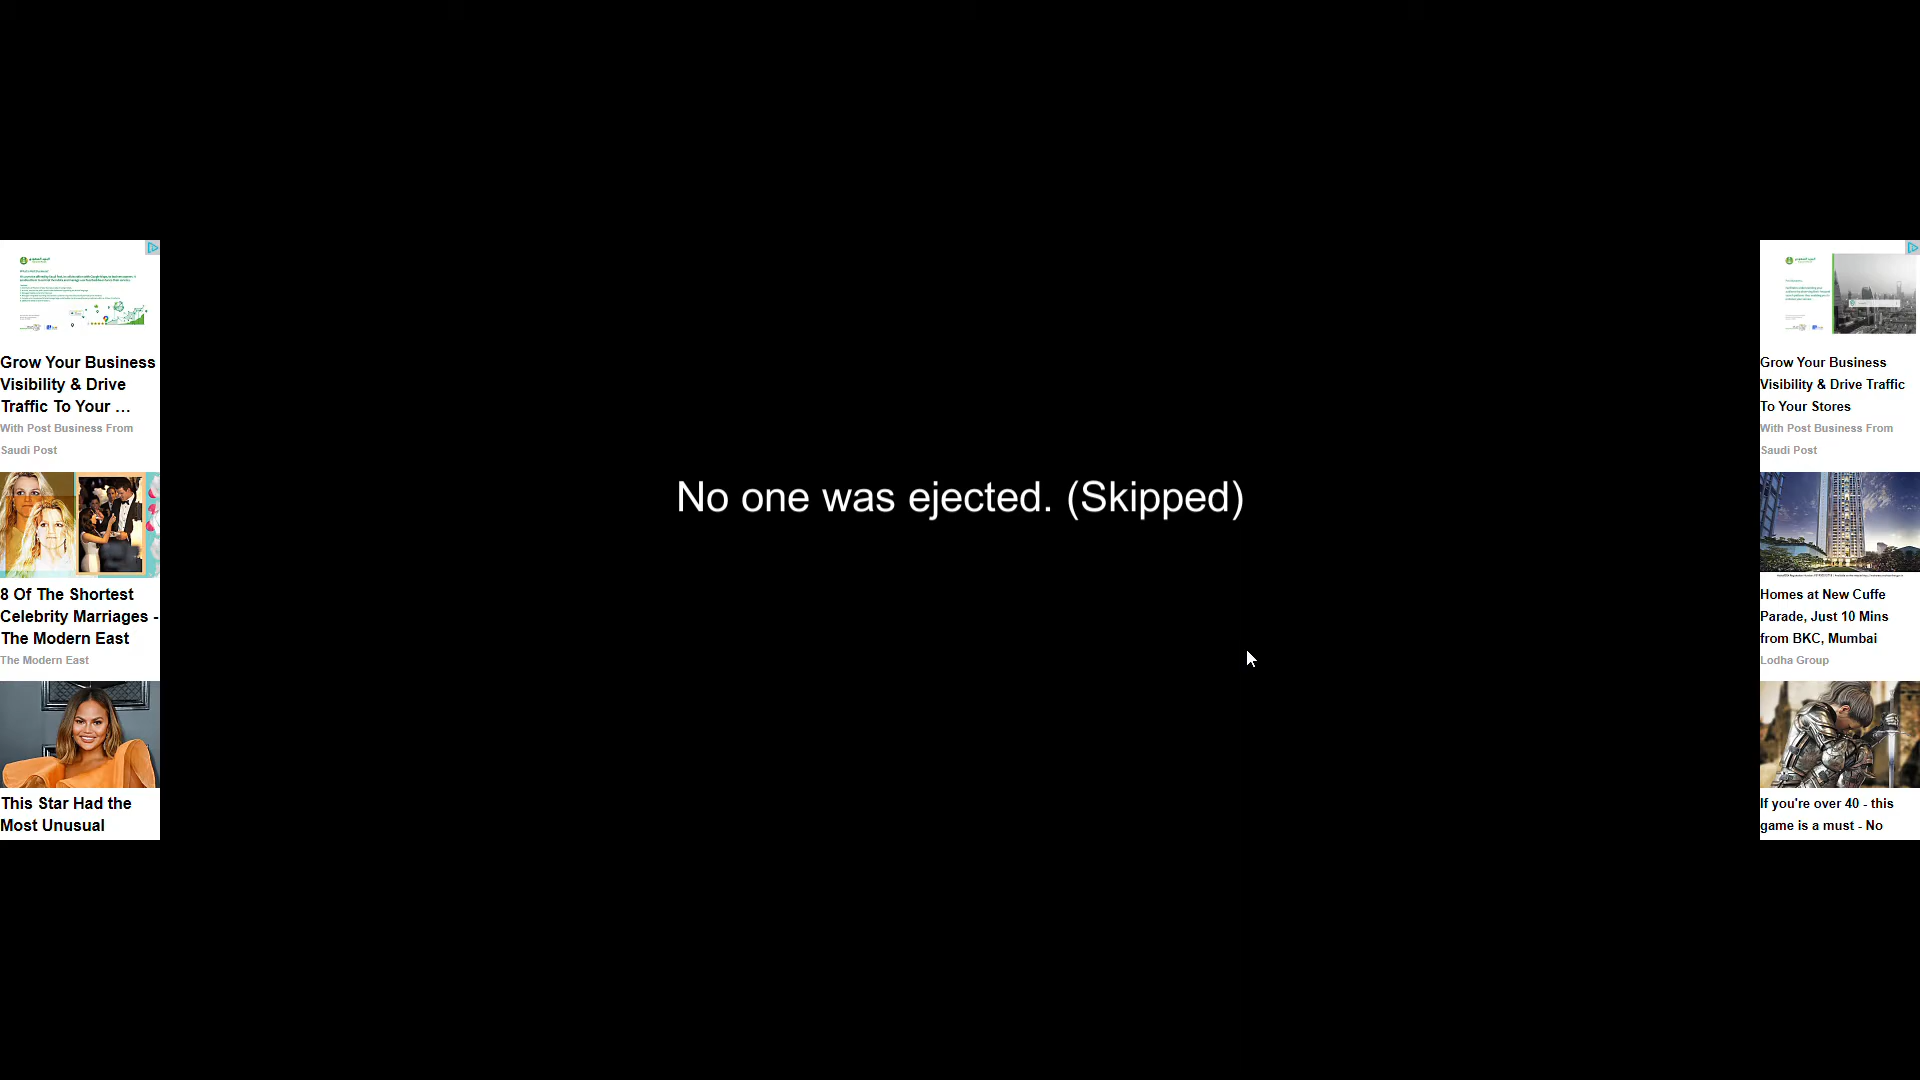 No one was ejected. (Skipped)
Grow Your Business
Visibility & Drive
Traffic To Your ...
With Post Business From
Saudi Post
8 Of The Shortest
Celebrity Marriages -
The Modern East
The Modern East
This Star Had the
Most Unusual
Grow Your Business
Visibility & Drive Traffic
To Your Stores
With Post Business From
Saudi Post
Homes at New Cuffe
Parade, Just 10 Mins
from BKC, Mumbai
Lodha Group
If you're over 40 - this
game is a must - No